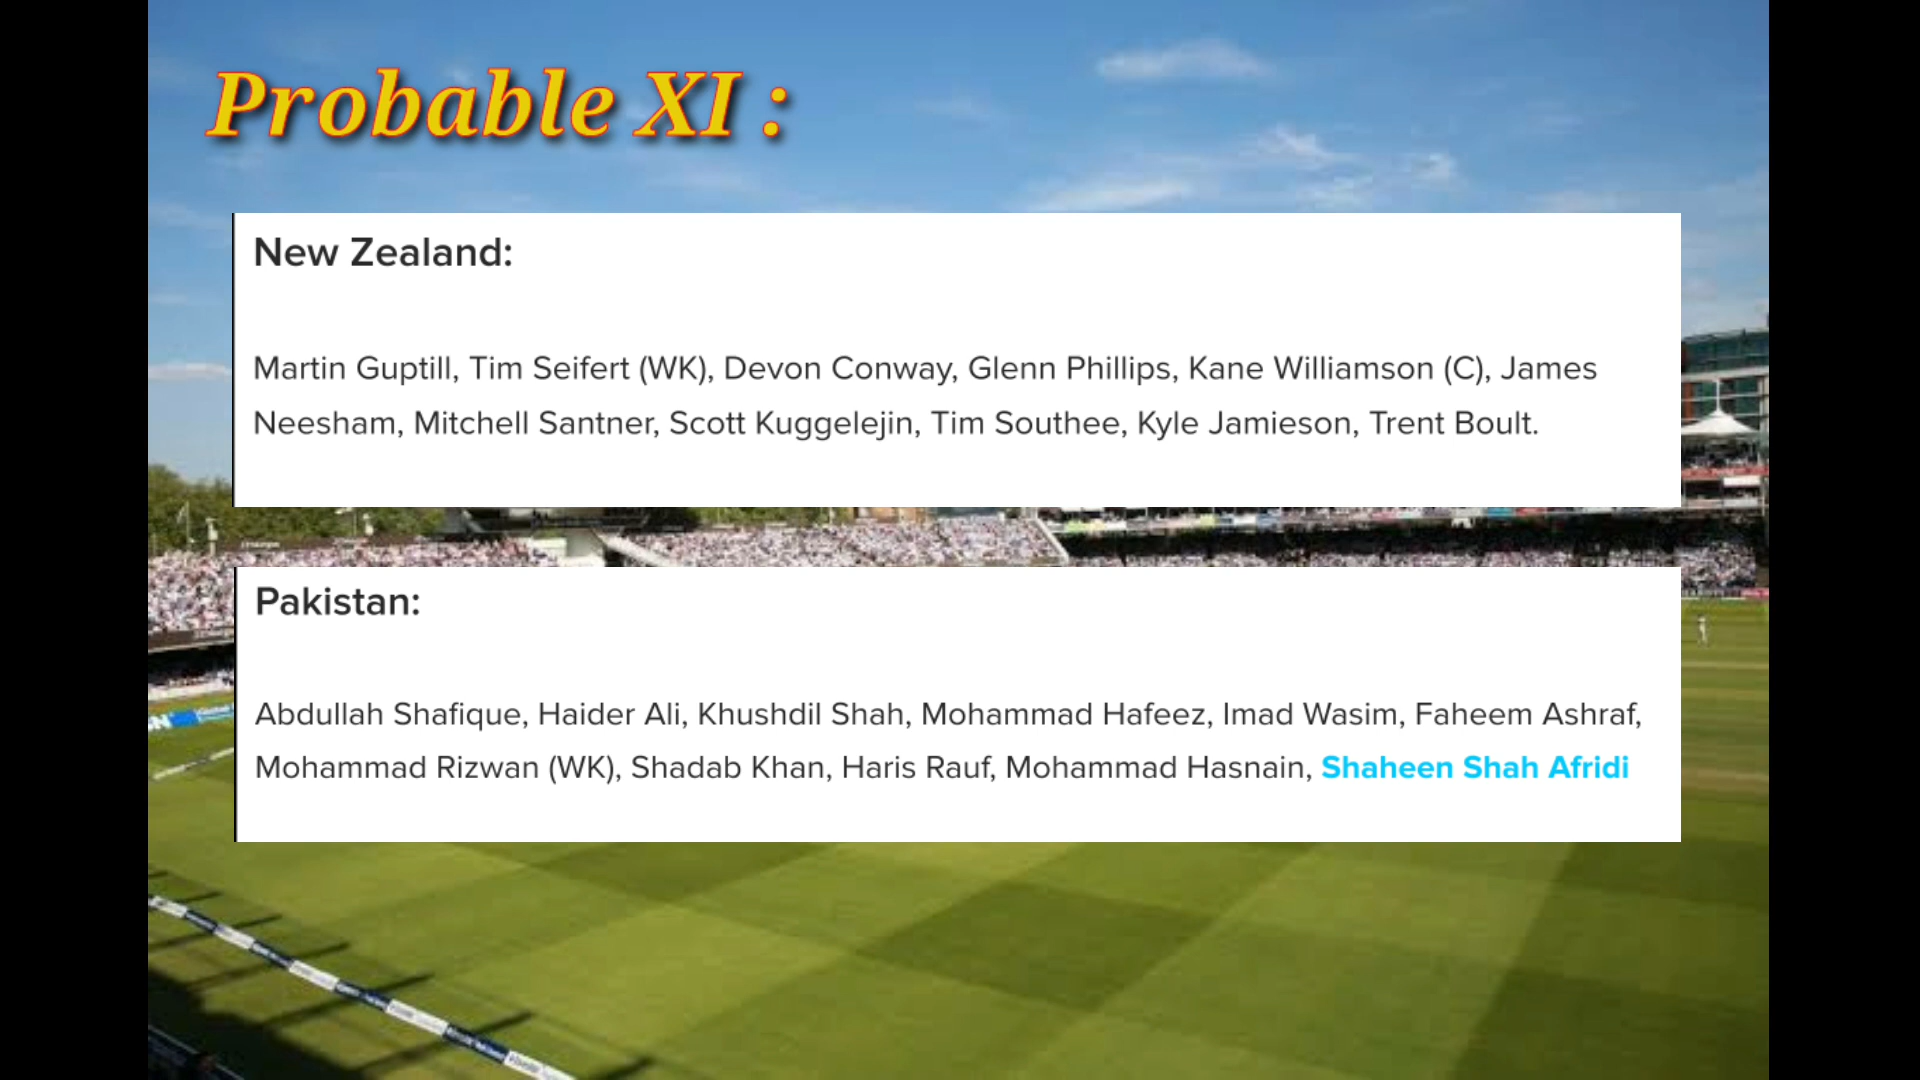 Probable XI :
New Zealand:
Martin Guptill, Tim Seifert (WK), Devon Conway, Glenn Phillips, Kane Williamson (C), James
Neesham, Mitchell Santner, Scott Kuggelejin, Tim Southee, Kyle Jamieson, Trent Boult.
Pakistan:
Abdullah Shafique, Haider Ali, Khushdil Shah, Mohammad Hafeez, Imad Wasim, Faheem Ashraf,
Mohammad Rizwan (WK), Shadab Khan, Haris Rauf, Mohammad Hasnain, Shaheen Shah Afridi